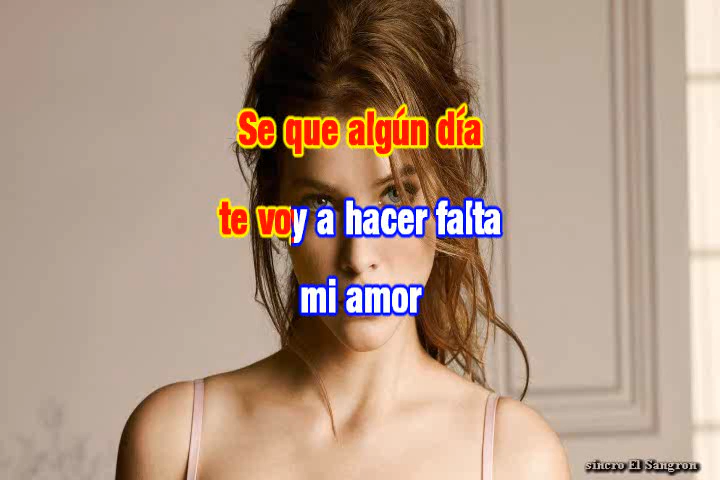 Se que algún día
te voy a hacer falta
mi amor
sincro El Sangron